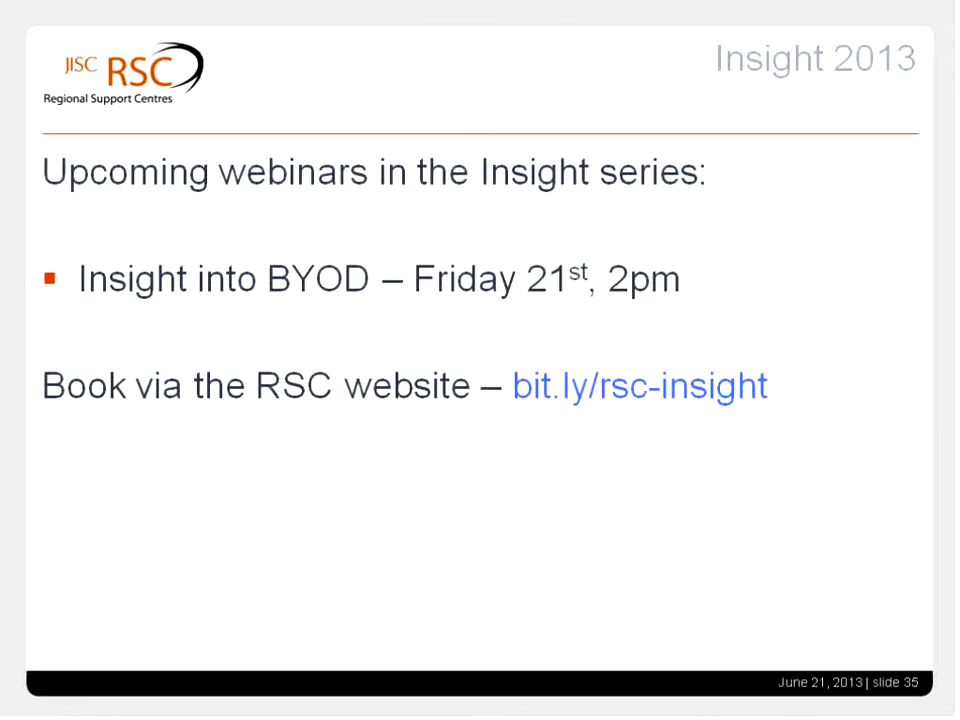 JISC RSC
Regional Support Centres
Insight 2013
Upcoming webinars in the Insight series:
▪ Insight into BYOD – Friday 21st, 2pm
Book via the RSC website – bit.ly/rsc-insight
June 21, 2013 | slide 35